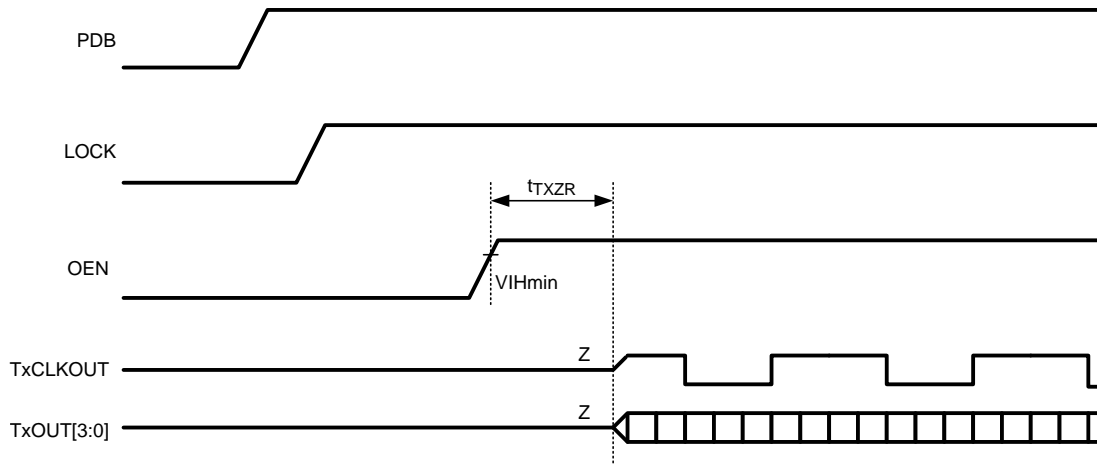 PDB
LOCK
tTXZR
OEN
VIHmin
Z
TxCLKOUT
Z
TxOUT[3:0]